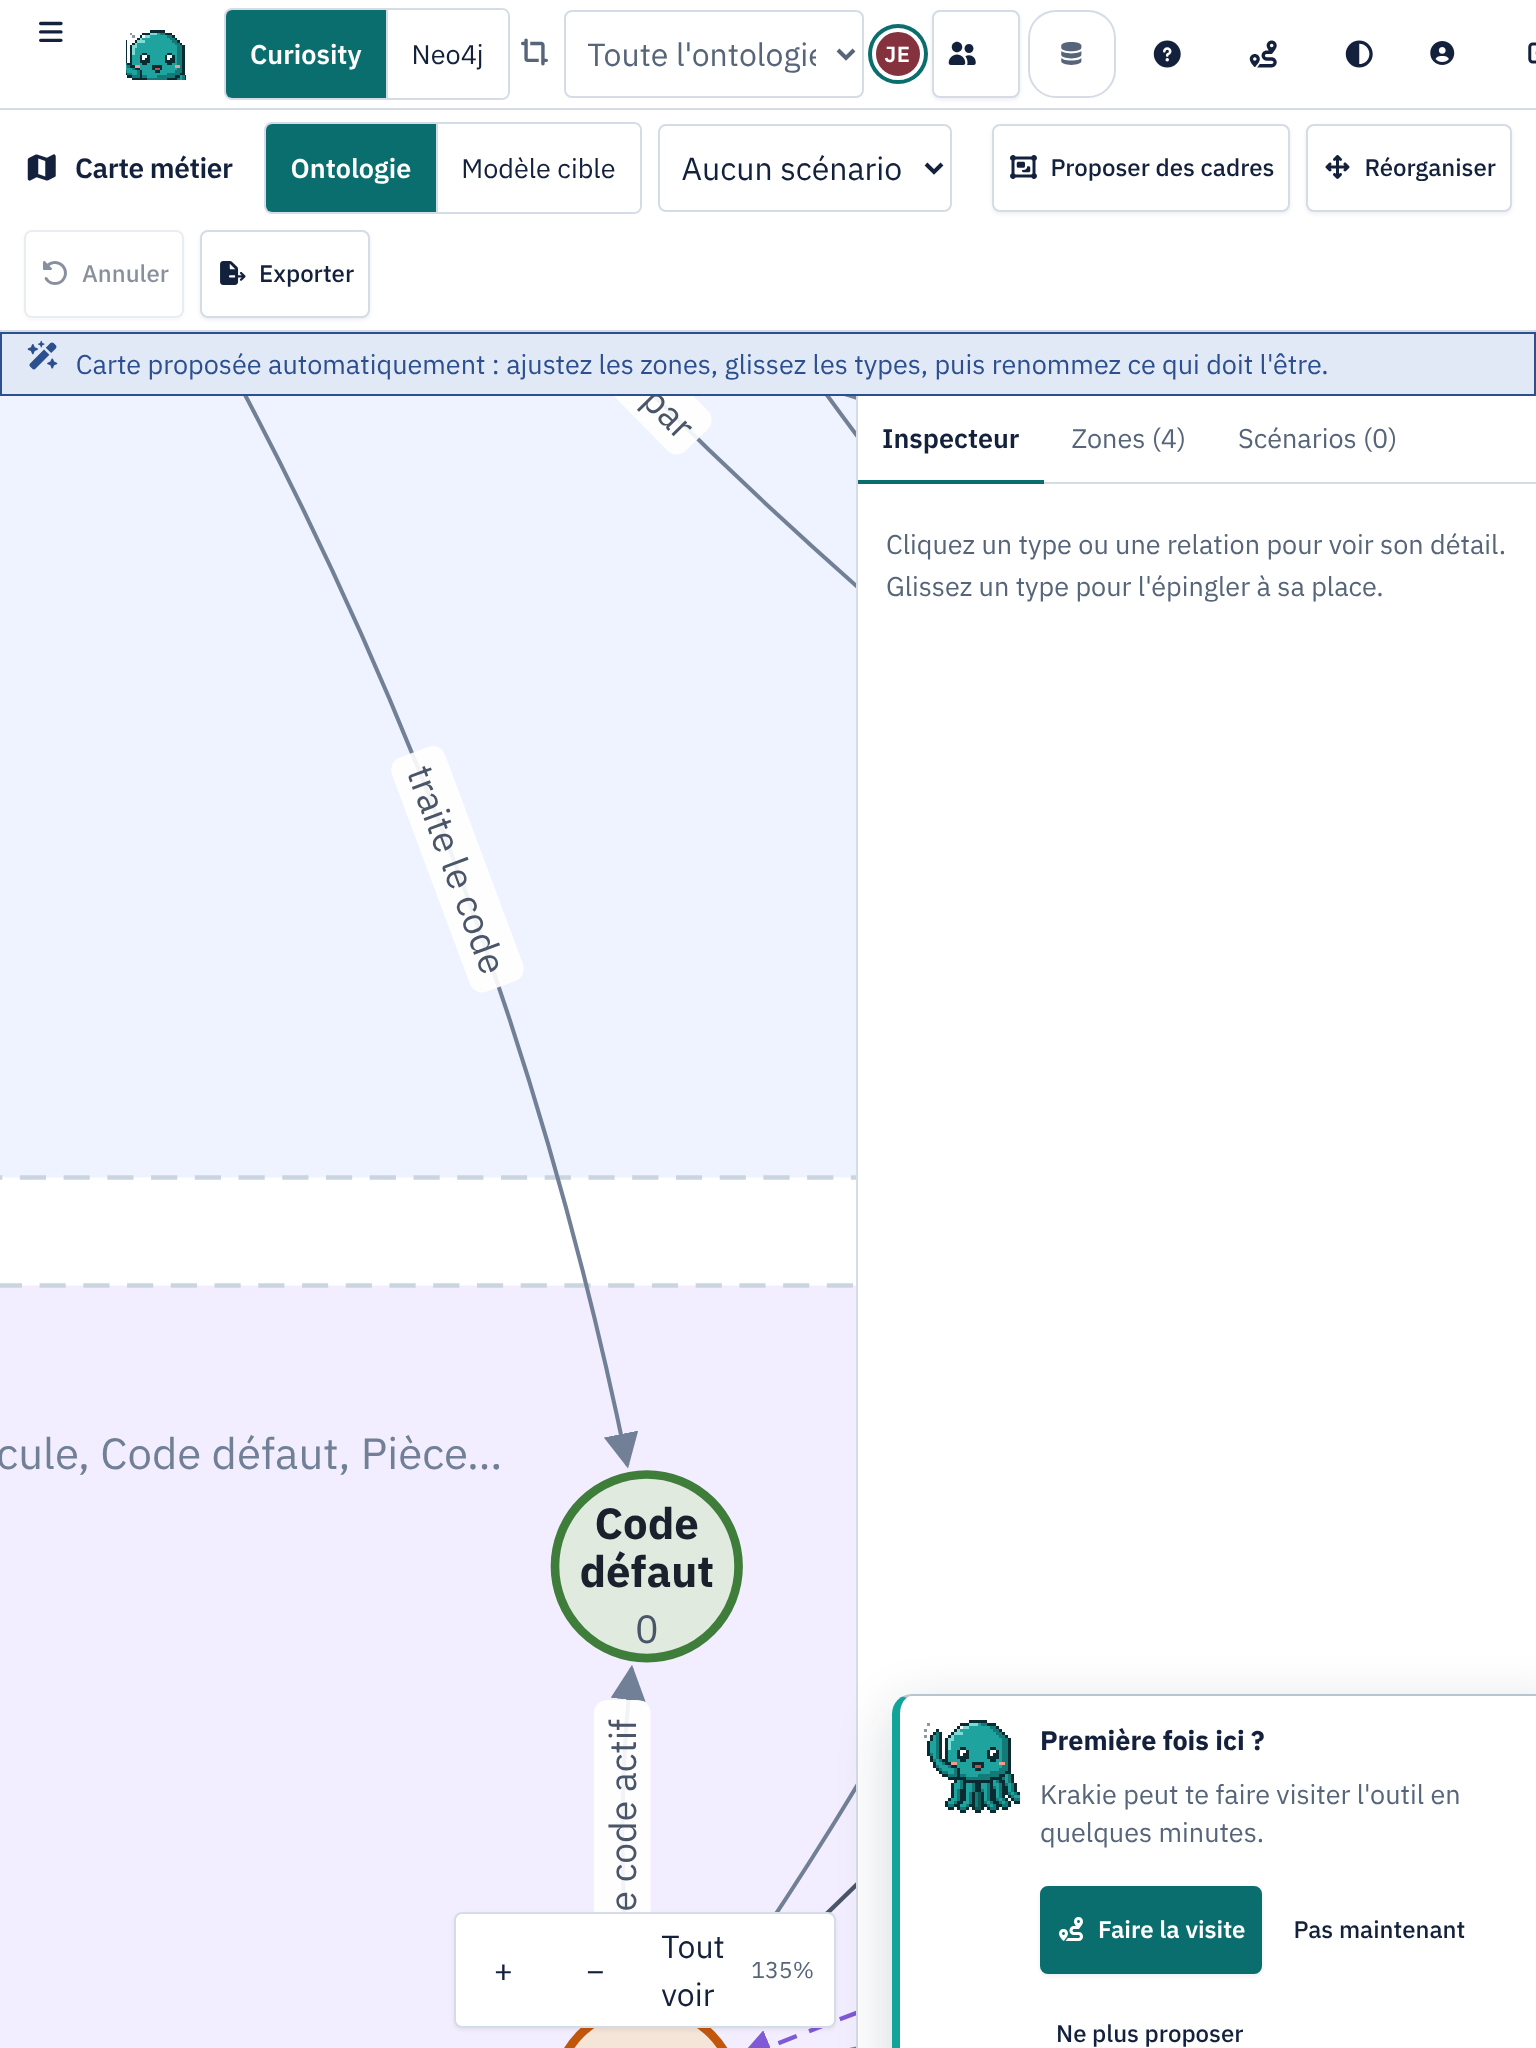 Curiosity
Neo4j
Toute l'ontologie
JE
Carte métier
Ontologie
Modèle cible
Aucun scénario
Proposer des cadres
Réorganiser
Annuler
Exporter
Carte proposée automatiquement : ajustez les zones, glissez les types, puis renommez ce qui doit l'être.
par
Inspecteur
Zones (4)
Scénarios (0)
Cliquez un type ou une relation pour voir son détail.
Glissez un type pour l'épingler à sa place.
traite le code
cule, Code défaut, Pièce...
Code
défaut
0
e code actif
+
−
Tout
voir
135%
Première fois ici ?
Krakie peut te faire visiter l'outil en
quelques minutes.
Faire la visite
Pas maintenant
Ne plus proposer